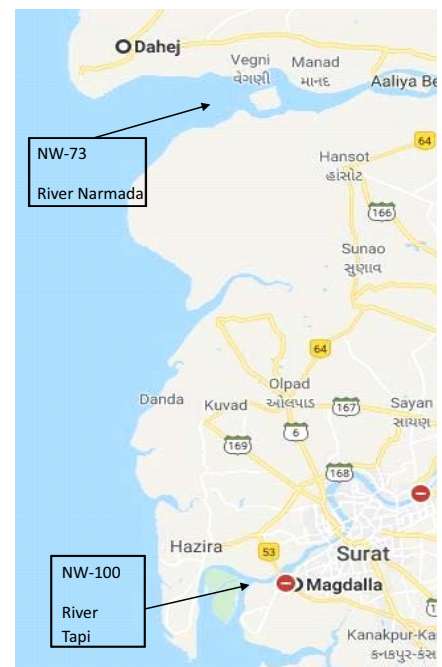 Dahej
Vegni
વેગણી
Manad
માનદ
Aaliya Be
NW-73
River Narmada
64
Hansot
હાંસોટ
166
Sunao
સુણાવ
64
Olpad
ઓલપાડ
Danda
Kuvad
167
Sayan
સાયણ
6
169
168
Hazira
53
Surat
NW-100
River
Tapi
Magdalla
Kanakpur-Ka
કનકપુર-કંસ